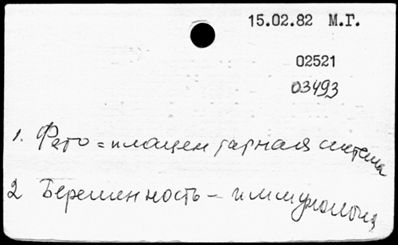 15.02.82 М.Г.
02521
03493
1. Фето=плацентарная система
2 Беременность – иммунология